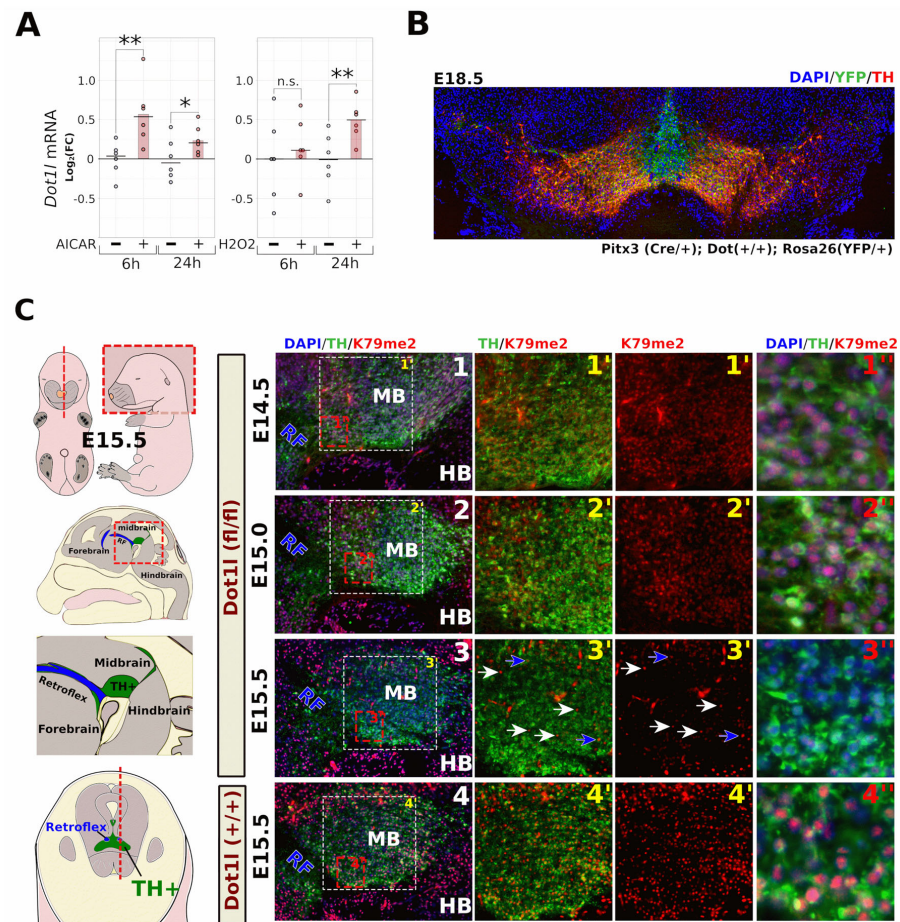 A
** 
n.s.
**
*
1.0
0.5
0
-0.5
1.0
0.5
0
-0.5
Dot1l mRNA
Log₂(FC)
AICAR
-
+
-
+
H2O2
-
+
-
+
6h
24h
6h
24h
B
E18.5
DAPI/YFP/TH
Pitx3 (Cre/+); Dot(+/+); Rosa26(YFP/+)
C
E15.5
midbrain
RF
Forebrain
Hindbrain
Midbrain
Retroflex
TH+
Hindbrain
Forebrain
Retroflex
TH+
Dot1l (fl/fl)
Dot1l (+/+)
DAPI/TH/K79me2
TH/K79me2
K79me2
DAPI/TH/K79me2
E14.5
1
1'
MB
RF
HB
1'
1'
1''
E15.0
2
2'
MB
RF
HB
2'
2'
2''
E15.5
3
3
MB
RF
HB
3'
3'
3''
E15.5
4
4
MB
RF
HB
4'
4'
4''